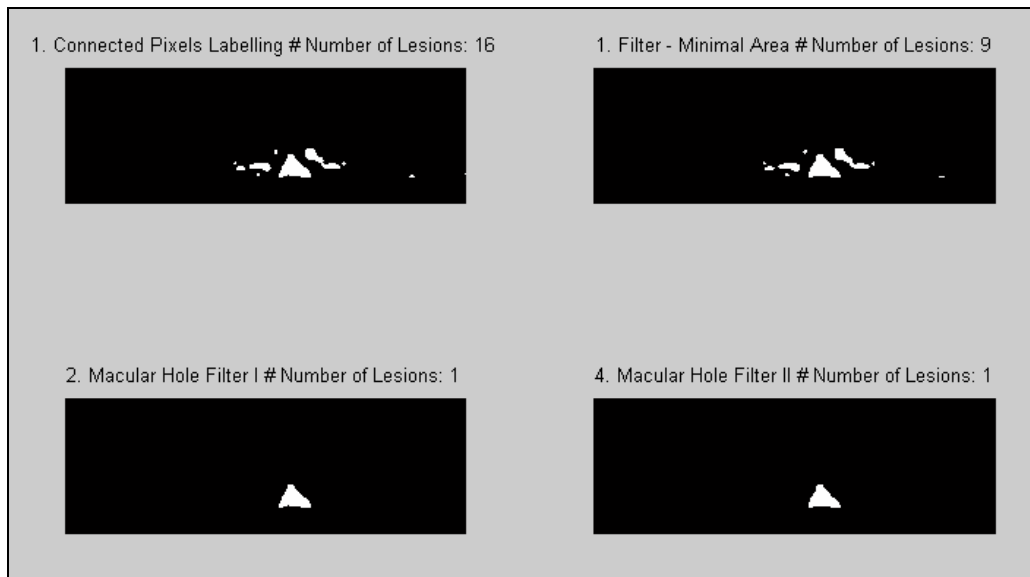 1. Connected Pixels Labelling # Number of Lesions: 16
1. Filter - Minimal Area # Number of Lesions: 9
2. Macular Hole Filter I # Number of Lesions: 1
4. Macular Hole Filter II # Number of Lesions: 1